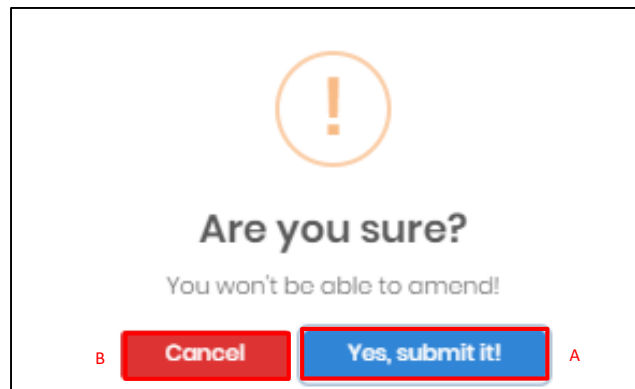 !
Are you sure?
You won't be able to amend!
B Cancel Yes, submit it! A